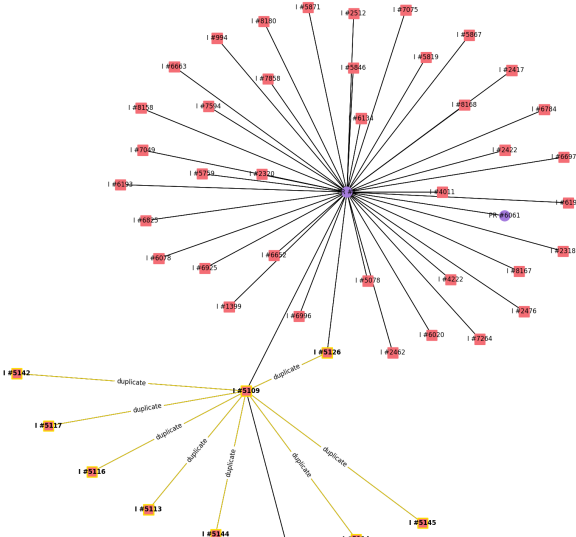 I #5871
I #7075
I #2512
I #8180
I #5867
I #994
I #5819
I #6663
I #5846
I #2417
I #7858
I #8168
I #7594
I #8158
I #6784
I #7049
I #2422
I #6697
I #5759
I #2320
I #6193
I #4011
PR #6061
I #6825
I #2318
I #6652
I #6078
I #6925
I #8167
I #5078
I #4222
I #1399
I #2476
I #6996
I #6020
I #7264
I #5126
I #2462
I #5142
duplicate
duplicate
I #5109
duplicate
I #5117
duplicate
duplicate
duplicate
duplicate
duplicate
I #5116
I #5113
I #5145
I #5144